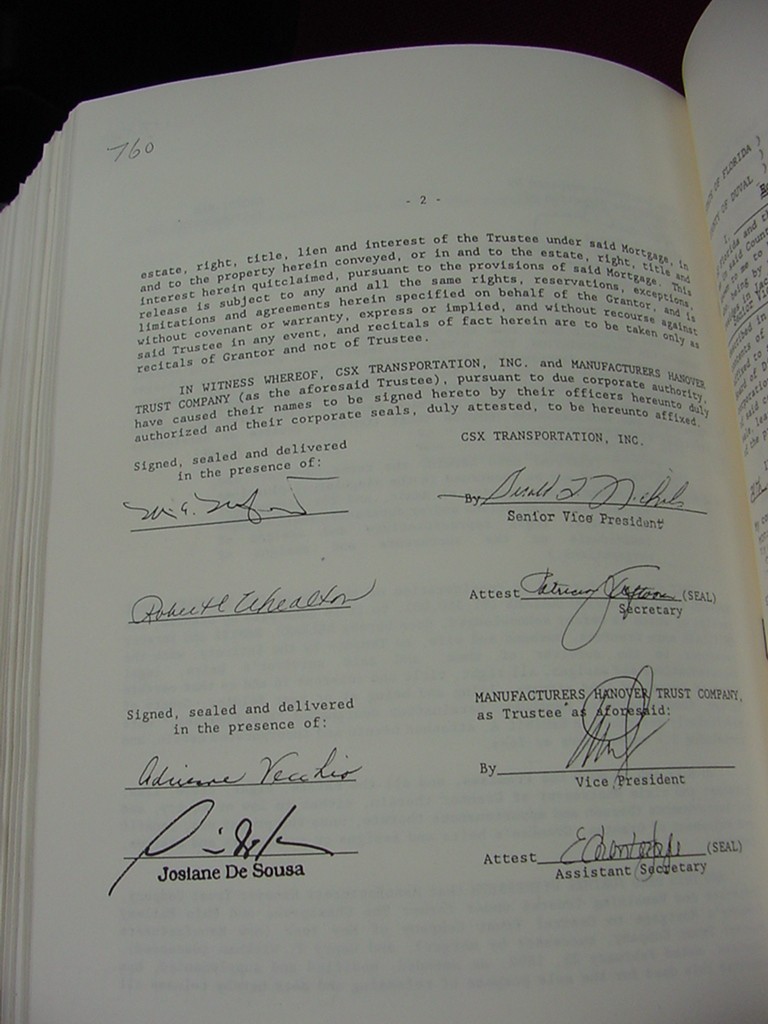 760
- 2 -
estate, right, title, lien and interest of the Trustee under said Mortgage, in
and to the property herein conveyed, or in and to the estate, right, title and
interest herein quitclaimed, pursuant to the provisions of said Mortgage. This
release is subject to any and all the same rights, reservations, exceptions,
limitations and agreements herein specified on behalf of the Grantor, and is
without covenant or warranty, express or implied, and without recourse against
said Trustee in any event, and recitals of fact herein are to be taken only as
recitals of Grantor and not of Trustee.
IN WITNESS WHEREOF, CSX TRANSPORTATION, INC. and MANUFACTURERS HANOVER
TRUST COMPANY (as the aforesaid Trustee), pursuant to due corporate authority,
have caused their names to be signed hereto by their officers hereunto duly
authorized and their corporate seals, duly attested, to be hereunto affixed.
Signed, sealed and delivered
in the presence of:
CSX TRANSPORTATION, INC.
By
Senior Vice President
Robert Whealton
Attest Patricia (SEAL)
Secretary
Signed, sealed and delivered
in the presence of:
MANUFACTURERS HANOVER TRUST COMPANY,
as Trustee as aforesaid:
Adrienne Vecchio
By
Vice President
Josiane De Sousa
Attest (SEAL)
Assistant Secretary
OF FLORIDA )
OF DUVAL )